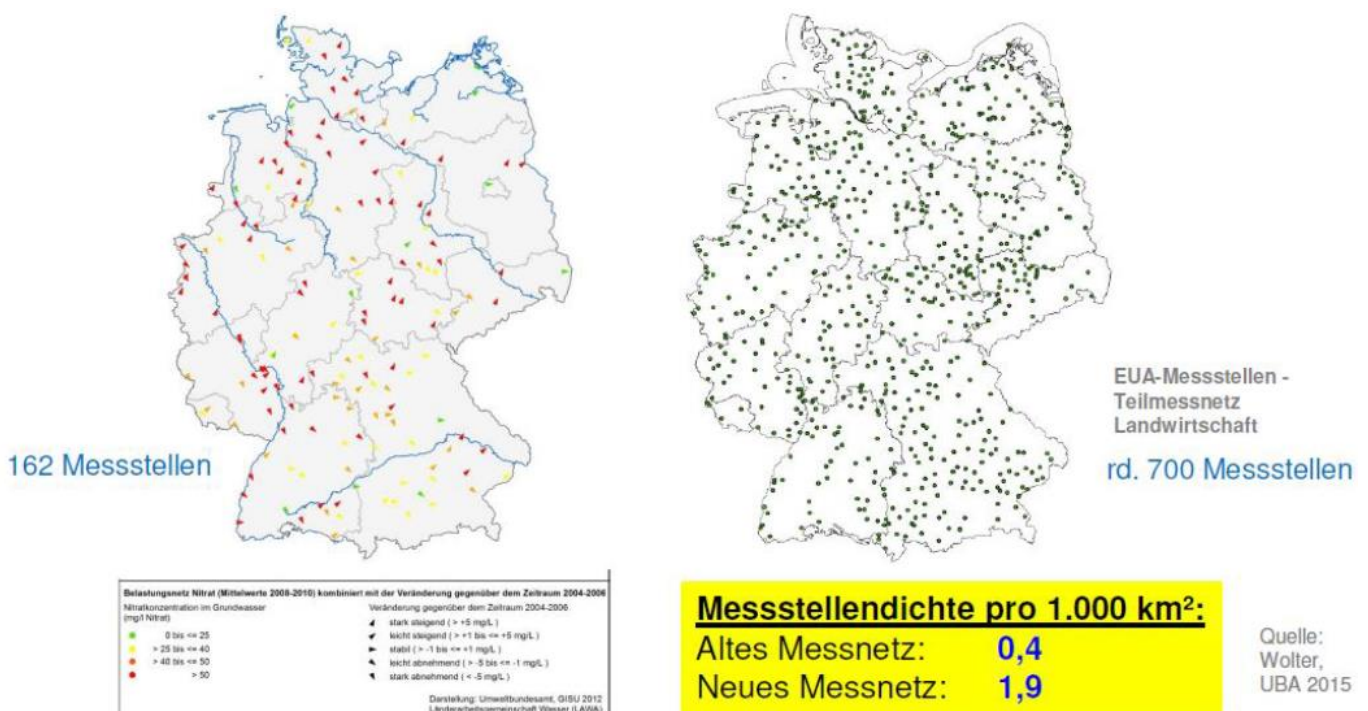 162 Messstellen
EUA-Messstellen -
Teilmessnetz
Landwirtschaft
rd. 700 Messstellen
Belastungsnetz Nitrat (Mittelwerte 2008-2010) kombiniert mit der Veränderung gegenüber dem Zeitraum 2004-2006
Nitratkonzentration im Grundwasser
(mg/l Nitrat)
0 bis <= 25
> 25 bis <= 40
> 40 bis <= 50
> 50
Veränderung gegenüber dem Zeitraum 2004-2006
stark steigend ( > +5 mg/L )
leicht steigend ( > +1 bis <= +5 mg/L )
stabil ( > -1 bis <= +1 mg/L )
leicht abnehmend ( > -5 bis <= -1 mg/L )
stark abnehmend ( < -5 mg/L )
Darstellung: Umweltbundesamt, GISU 2012
Länderarbeitsgemeinschaft Wasser (LAWA)
Messstellendichte pro 1.000 km²:
Altes Messnetz: 0,4
Neues Messnetz: 1,9
Quelle:
Wolter,
UBA 2015